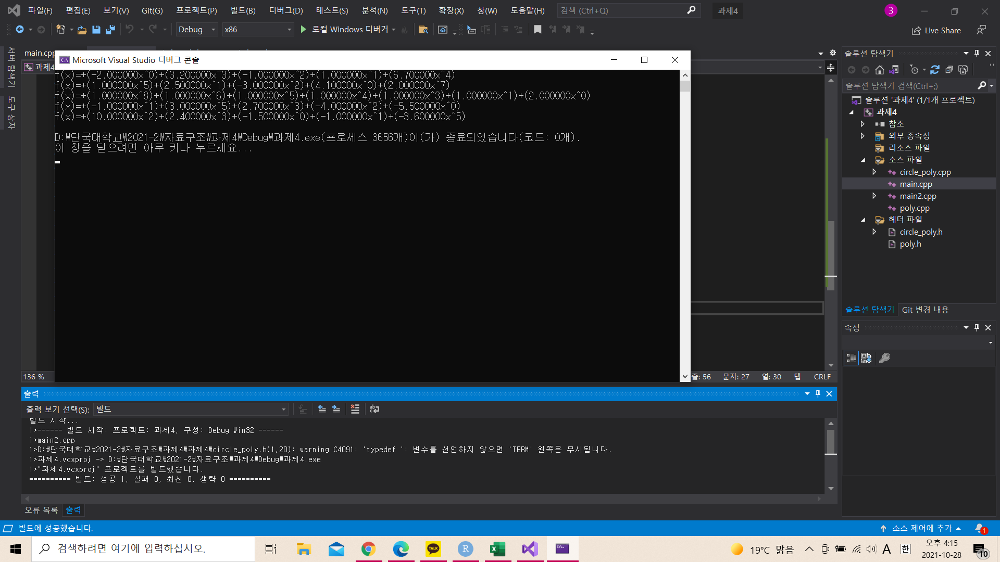 파일(F) 편집(E) 보기(V) Git(G) 프로젝트(P) 빌드(B) 디버그(D) 테스트(S) 분석(N) 도구(T) 확장(X) 창(W) 도움말(H) 검색 (Ctrl+Q) 과제4 3
Debug x86 로컬 Windows 디버거 Live Share
서버 탐색기
도구 상자
main.cpp
과제4
Microsoft Visual Studio 디버그 콘솔
f(x)=+(-2.000000x^0)+(3.200000x^3)+(-1.000000x^2)+(1.000000x^1)+(6.700000x^4)
f(x)=+(1.000000x^5)+(2.500000x^1)+(-3.000000x^2)+(4.100000x^0)+(2.000000x^7)
f(x)=+(1.000000x^8)+(1.000000x^6)+(1.000000x^5)+(1.000000x^4)+(1.000000x^3)+(1.000000x^1)+(2.000000x^0)
f(x)=+(-1.000000x^1)+(3.000000x^5)+(2.700000x^3)+(-4.000000x^2)+(-5.500000x^0)
f(x)=+(10.000000x^2)+(2.400000x^3)+(-1.500000x^0)+(-1.000000x^1)+(-3.600000x^5)
D:₩단국대학교₩2021-2₩자료구조₩과제4₩Debug₩과제4.exe(프로세스 3656개)이(가) 종료되었습니다(코드: 0개).
이 창을 닫으려면 아무 키나 누르세요...
136 %
줄: 56 문자: 27 열: 30 탭 CRLF
솔루션 탐색기
솔루션 탐색기 검색(Ctrl+;)
솔루션 '과제4' (1/1개 프로젝트)
과제4
참조
외부 종속성
리소스 파일
소스 파일
circle_poly.cpp
main.cpp
main2.cpp
poly.cpp
헤더 파일
circle_poly.h
poly.h
솔루션 탐색기 Git 변경 내용
속성
출력
출력 보기 선택(S): 빌드
빌드 시작...
1>------ 빌드 시작: 프로젝트: 과제4, 구성: Debug Win32 ------
1>main2.cpp
1>D:₩단국대학교₩2021-2₩자료구조₩과제4₩과제4₩circle_poly.h(1,20): warning C4091: 'typedef ': 변수를 선언하지 않으면 'TERM' 왼쪽은 무시됩니다.
1>과제4.vcxproj -> D:₩단국대학교₩2021-2₩자료구조₩과제4₩Debug₩과제4.exe
1>"과제4.vcxproj" 프로젝트를 빌드했습니다.
========== 빌드: 성공 1, 실패 0, 최신 0, 생략 0 ==========
오류 목록 출력
빌드에 성공했습니다. 소스 제어에 추가 1
검색하려면 여기에 입력하십시오. TALK R 19°C 맑음 A 한 오후 4:15
2021-10-28 10